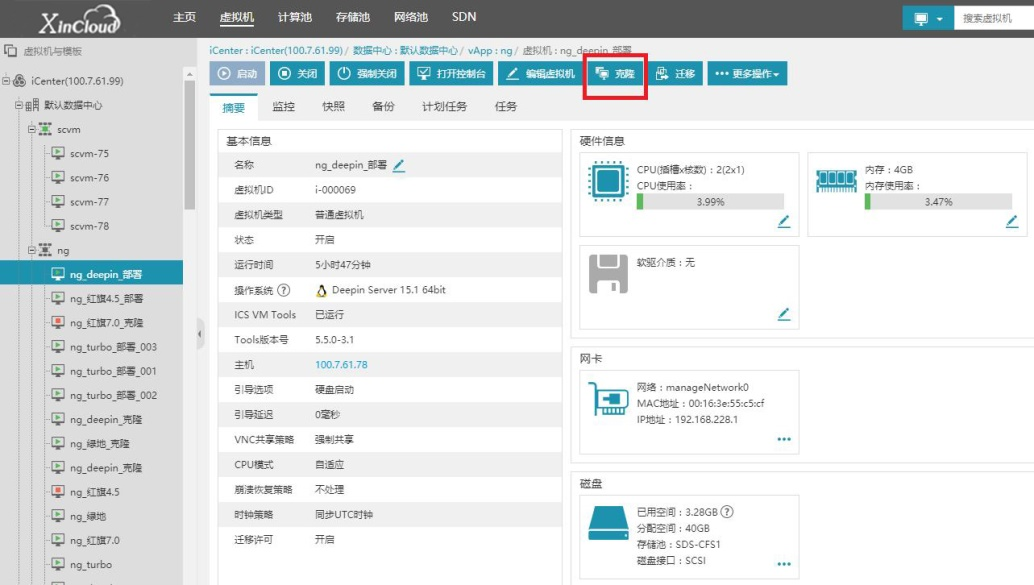 XinCloud
主页 虚拟机 计算池 存储池 网络池 SDN
搜索虚拟机
虚拟机与模板
iCenter(100.7.61.99)
默认数据中心
scvm
scvm-75
scvm-76
scvm-77
scvm-78
ng
ng_deepin_部署
ng_红旗4.5_部署
ng_红旗7.0_克隆
ng_turbo_部署_003
ng_turbo_部署_001
ng_turbo_部署_002
ng_deepin_克隆
ng_绿地_克隆
ng_deepin_克隆
ng_红旗4.5
ng_绿地
ng_红旗7.0
ng_turbo
iCenter : iCenter(100.7.61.99) / 数据中心 : 默认数据中心 / vApp : ng / 虚拟机 : ng_deepin_部署
启动 关闭 强制关闭 打开控制台 编辑虚拟机 克隆 迁移 更多操作
摘要 监控 快照 备份 计划任务 任务
基本信息
名称 ng_deepin_部署
虚拟机ID i-000069
虚拟机类型 普通虚拟机
状态 开启
运行时间 5小时47分钟
操作系统 ? Deepin Server 15.1 64bit
ICS VM Tools 已运行
Tools版本号 5.5.0-3.1
主机 100.7.61.78
引导选项 硬盘启动
引导延迟 0毫秒
VNC共享策略 强制共享
CPU模式 自适应
崩溃恢复策略 不处理
时钟策略 同步UTC时钟
迁移许可 开启
硬件信息
CPU(插槽x核数) : 2(2x1)
CPU使用率 :
3.99%
内存 : 4GB
内存使用率 :
3.47%
软驱介质 : 无
网卡
网络 : manageNetwork0
MAC地址 : 00:16:3e:55:c5:cf
IP地址 : 192.168.228.1
磁盘
已用空间 : 3.28GB ?
分配空间 : 40GB
存储池 : SDS-CFS1
磁盘接口 : SCSI